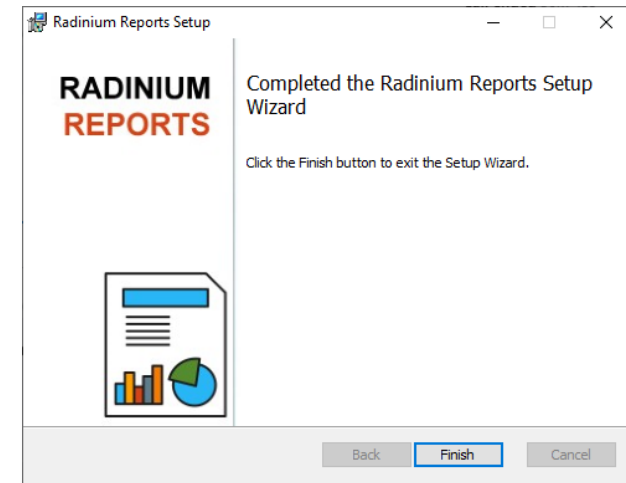 Radinium Reports Setup
RADINIUM
REPORTS
Completed the Radinium Reports Setup
Wizard
Click the Finish button to exit the Setup Wizard.
Back
Finish
Cancel